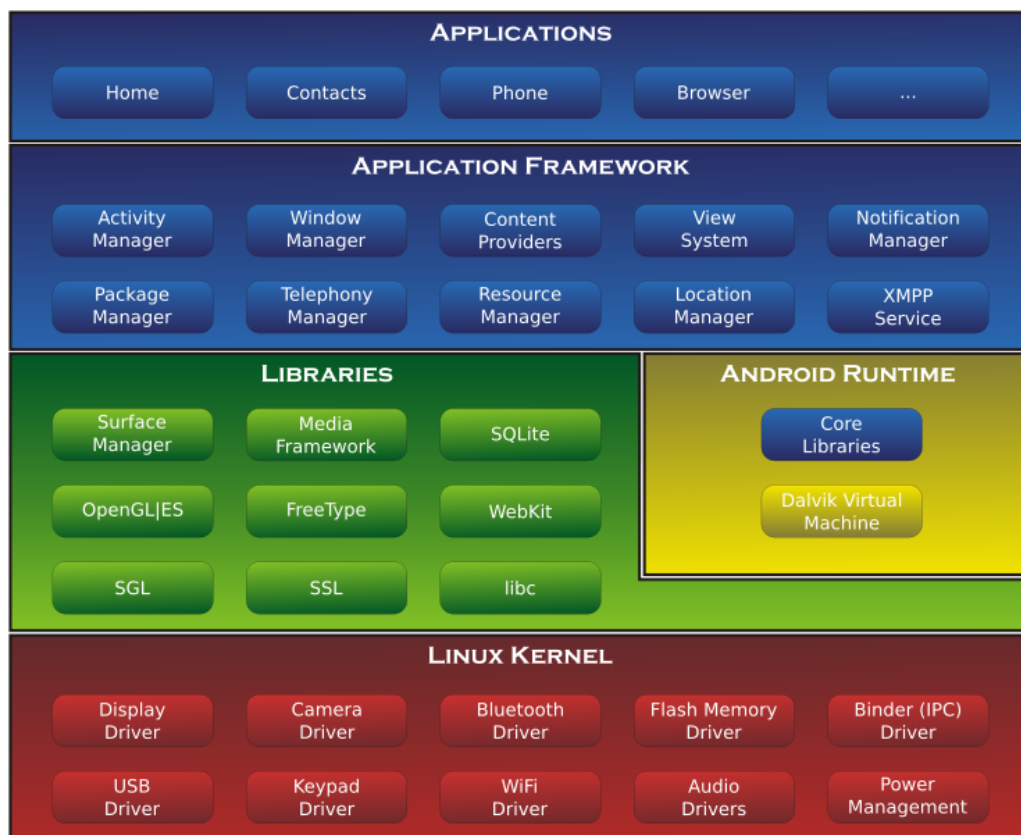 APPLICATIONS
Home
Contacts
Phone
Browser
...
APPLICATION FRAMEWORK
Activity
Manager
Window
Manager
Content
Providers
View
System
Notification
Manager
Package
Manager
Telephony
Manager
Resource
Manager
Location
Manager
XMPP
Service
LIBRARIES
Surface
Manager
Media
Framework
SQLite
OpenGL|ES
FreeType
WebKit
SGL
SSL
libc
ANDROID RUNTIME
Core
Libraries
Dalvik Virtual
Machine
LINUX KERNEL
Display
Driver
Camera
Driver
Bluetooth
Driver
Flash Memory
Driver
Binder (IPC)
Driver
USB
Driver
Keypad
Driver
WiFi
Driver
Audio
Drivers
Power
Management